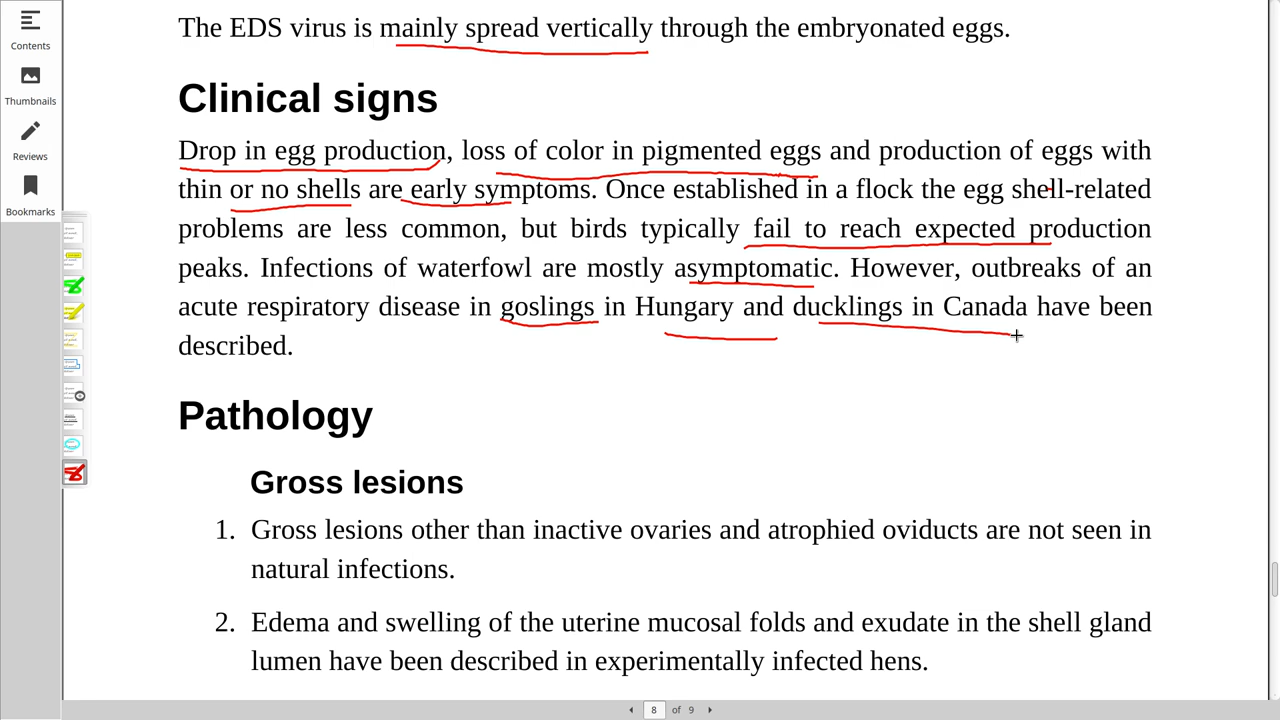 Contents
Thumbnails
Reviews
Bookmarks
The EDS virus is mainly spread vertically through the embryonated eggs.
Clinical signs
Drop in egg production, loss of color in pigmented eggs and production of eggs with
thin or no shells are early symptoms. Once established in a flock the egg shell-related
problems are less common, but birds typically fail to reach expected production
peaks. Infections of waterfowl are mostly asymptomatic. However, outbreaks of an
acute respiratory disease in goslings in Hungary and ducklings in Canada have been
described.
Pathology
Gross lesions
1. Gross lesions other than inactive ovaries and atrophied oviducts are not seen in
natural infections.
2. Edema and swelling of the uterine mucosal folds and exudate in the shell gland
lumen have been described in experimentally infected hens.
8 of 9